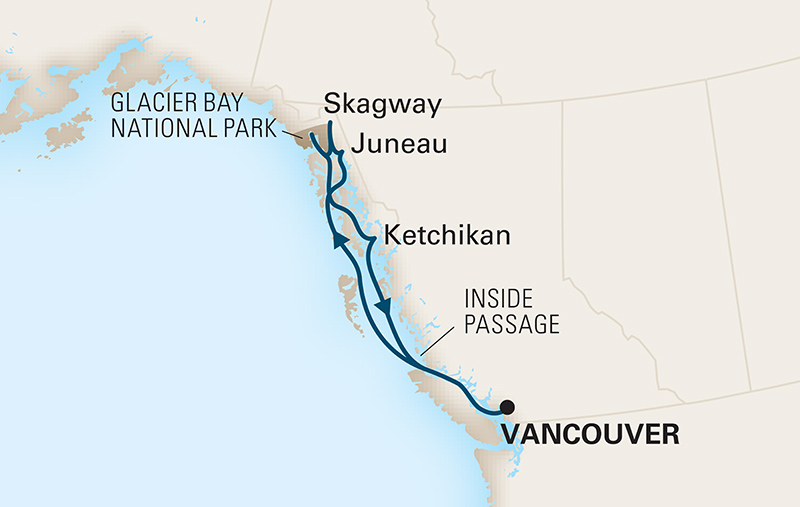 GLACIER BAY
NATIONAL PARK
Skagway
Juneau
Ketchikan
INSIDE
PASSAGE
VANCOUVER